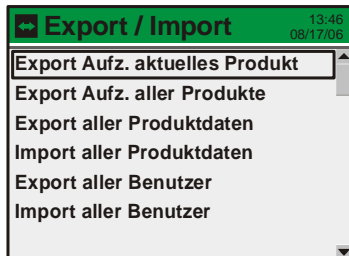 Export / Import
13:46
08/17/06
Export Aufz. aktuelles Produkt
Export Aufz. aller Produkte
Export aller Produktdaten
Import aller Produktdaten
Export aller Benutzer
Import aller Benutzer